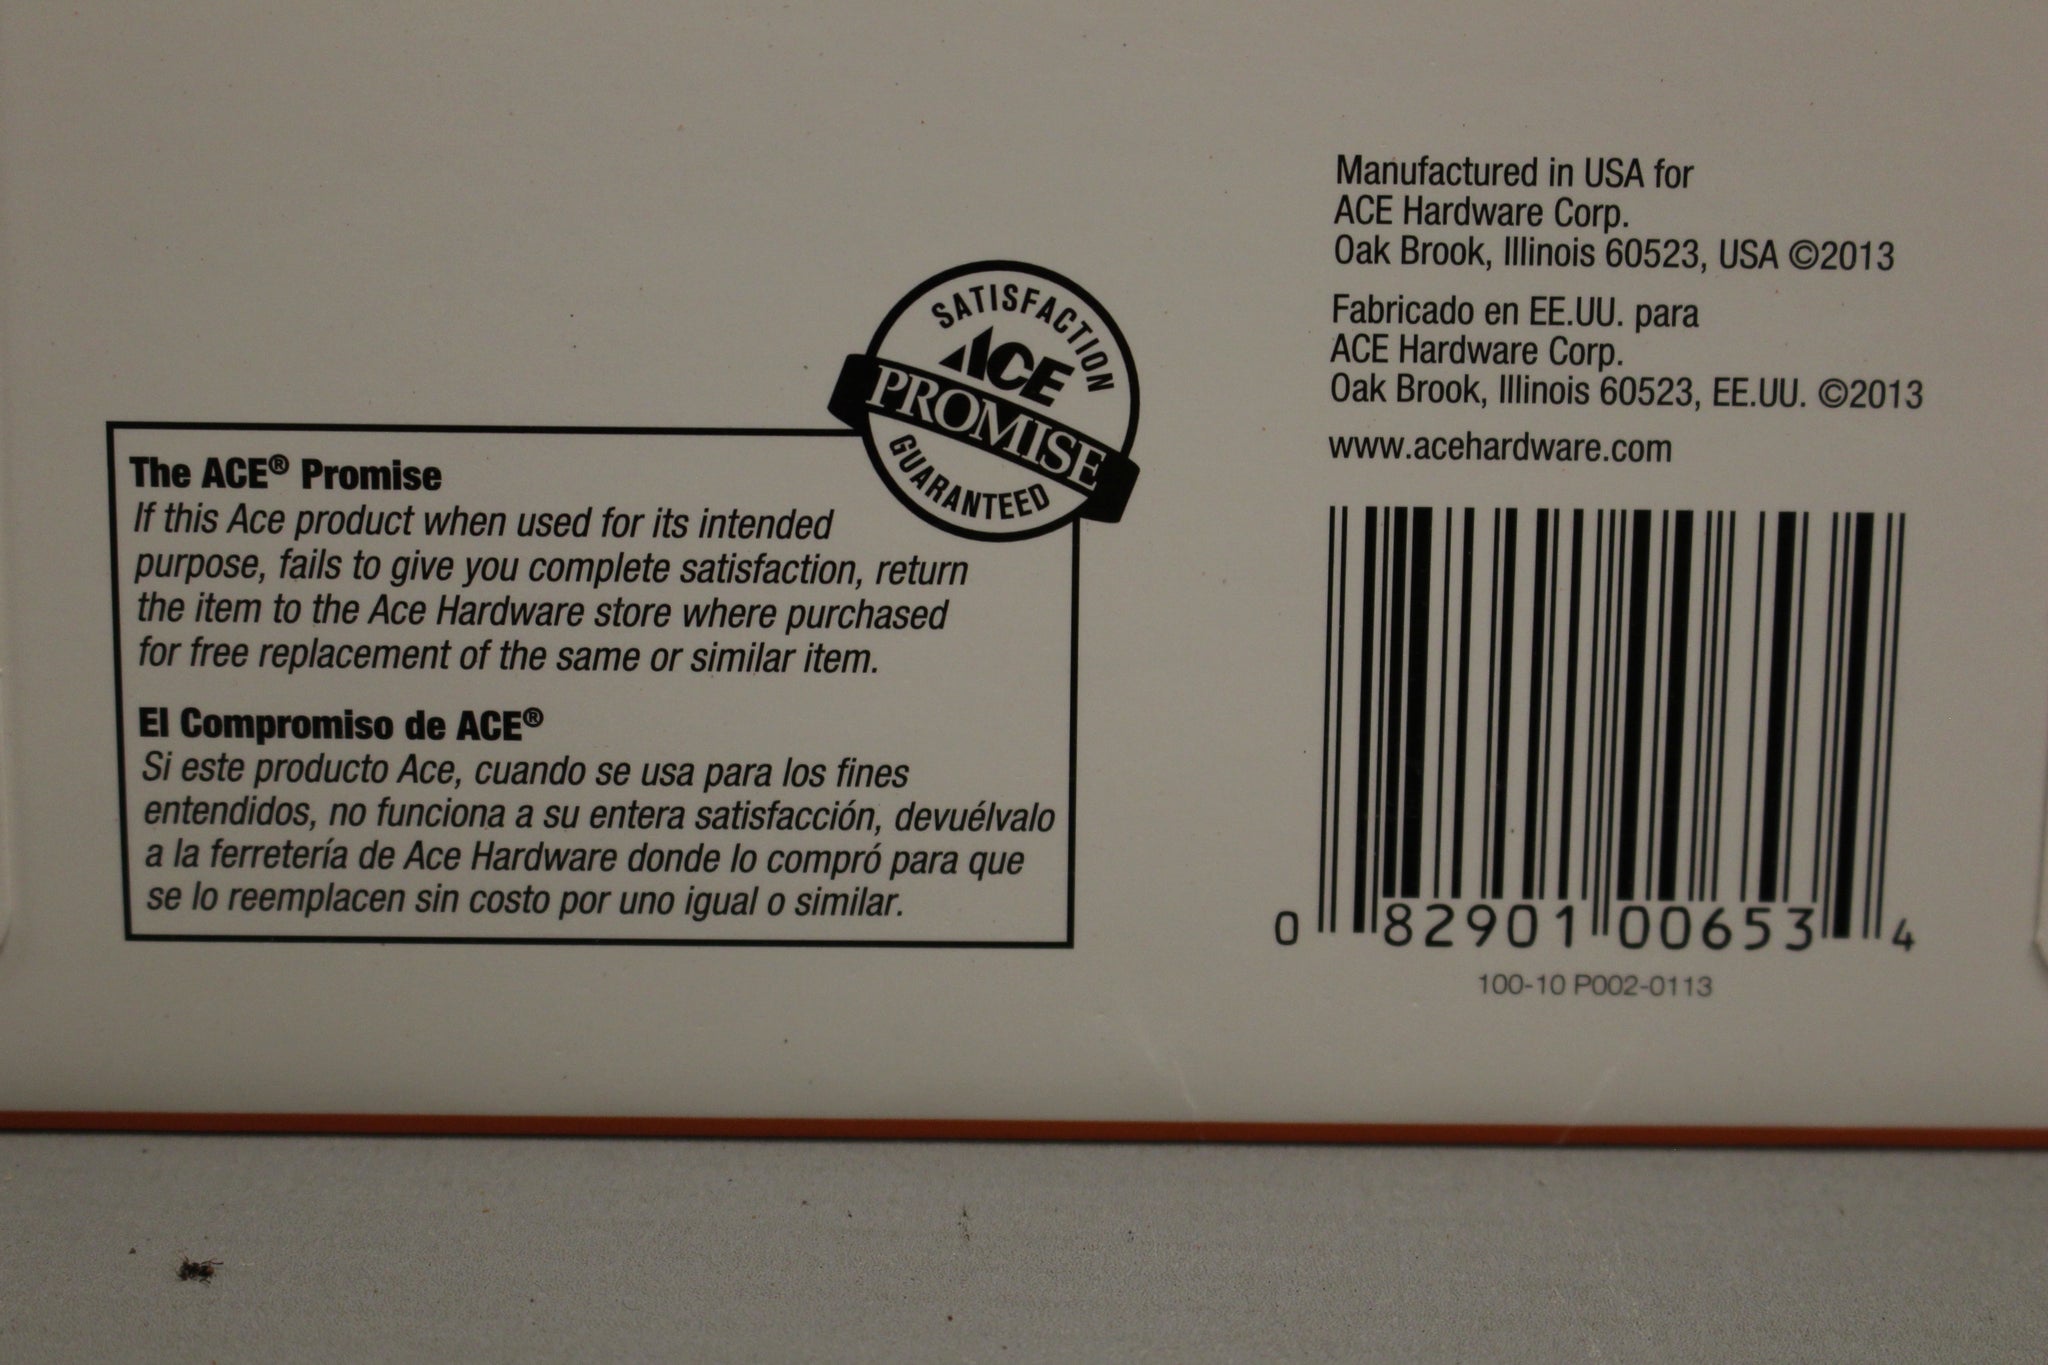 SATISFACTION
ACE
PROMISE
GUARANTEED
The ACE® Promise
If this Ace product when used for its intended
purpose, fails to give you complete satisfaction, return
the item to the Ace Hardware store where purchased
for free replacement of the same or similar item.
El Compromiso de ACE®
Si este producto Ace, cuando se usa para los fines
entendidos, no funciona a su entera satisfacción, devuélvalo
a la ferretería de Ace Hardware donde lo compró para que
se lo reemplacen sin costo por uno igual o similar.
Manufactured in USA for
ACE Hardware Corp.
Oak Brook, Illinois 60523, USA ©2013
Fabricado en EE.UU. para
ACE Hardware Corp.
Oak Brook, Illinois 60523, EE.UU. ©2013
www.acehardware.com
0 82901 00653 4
100-10 P002-0113